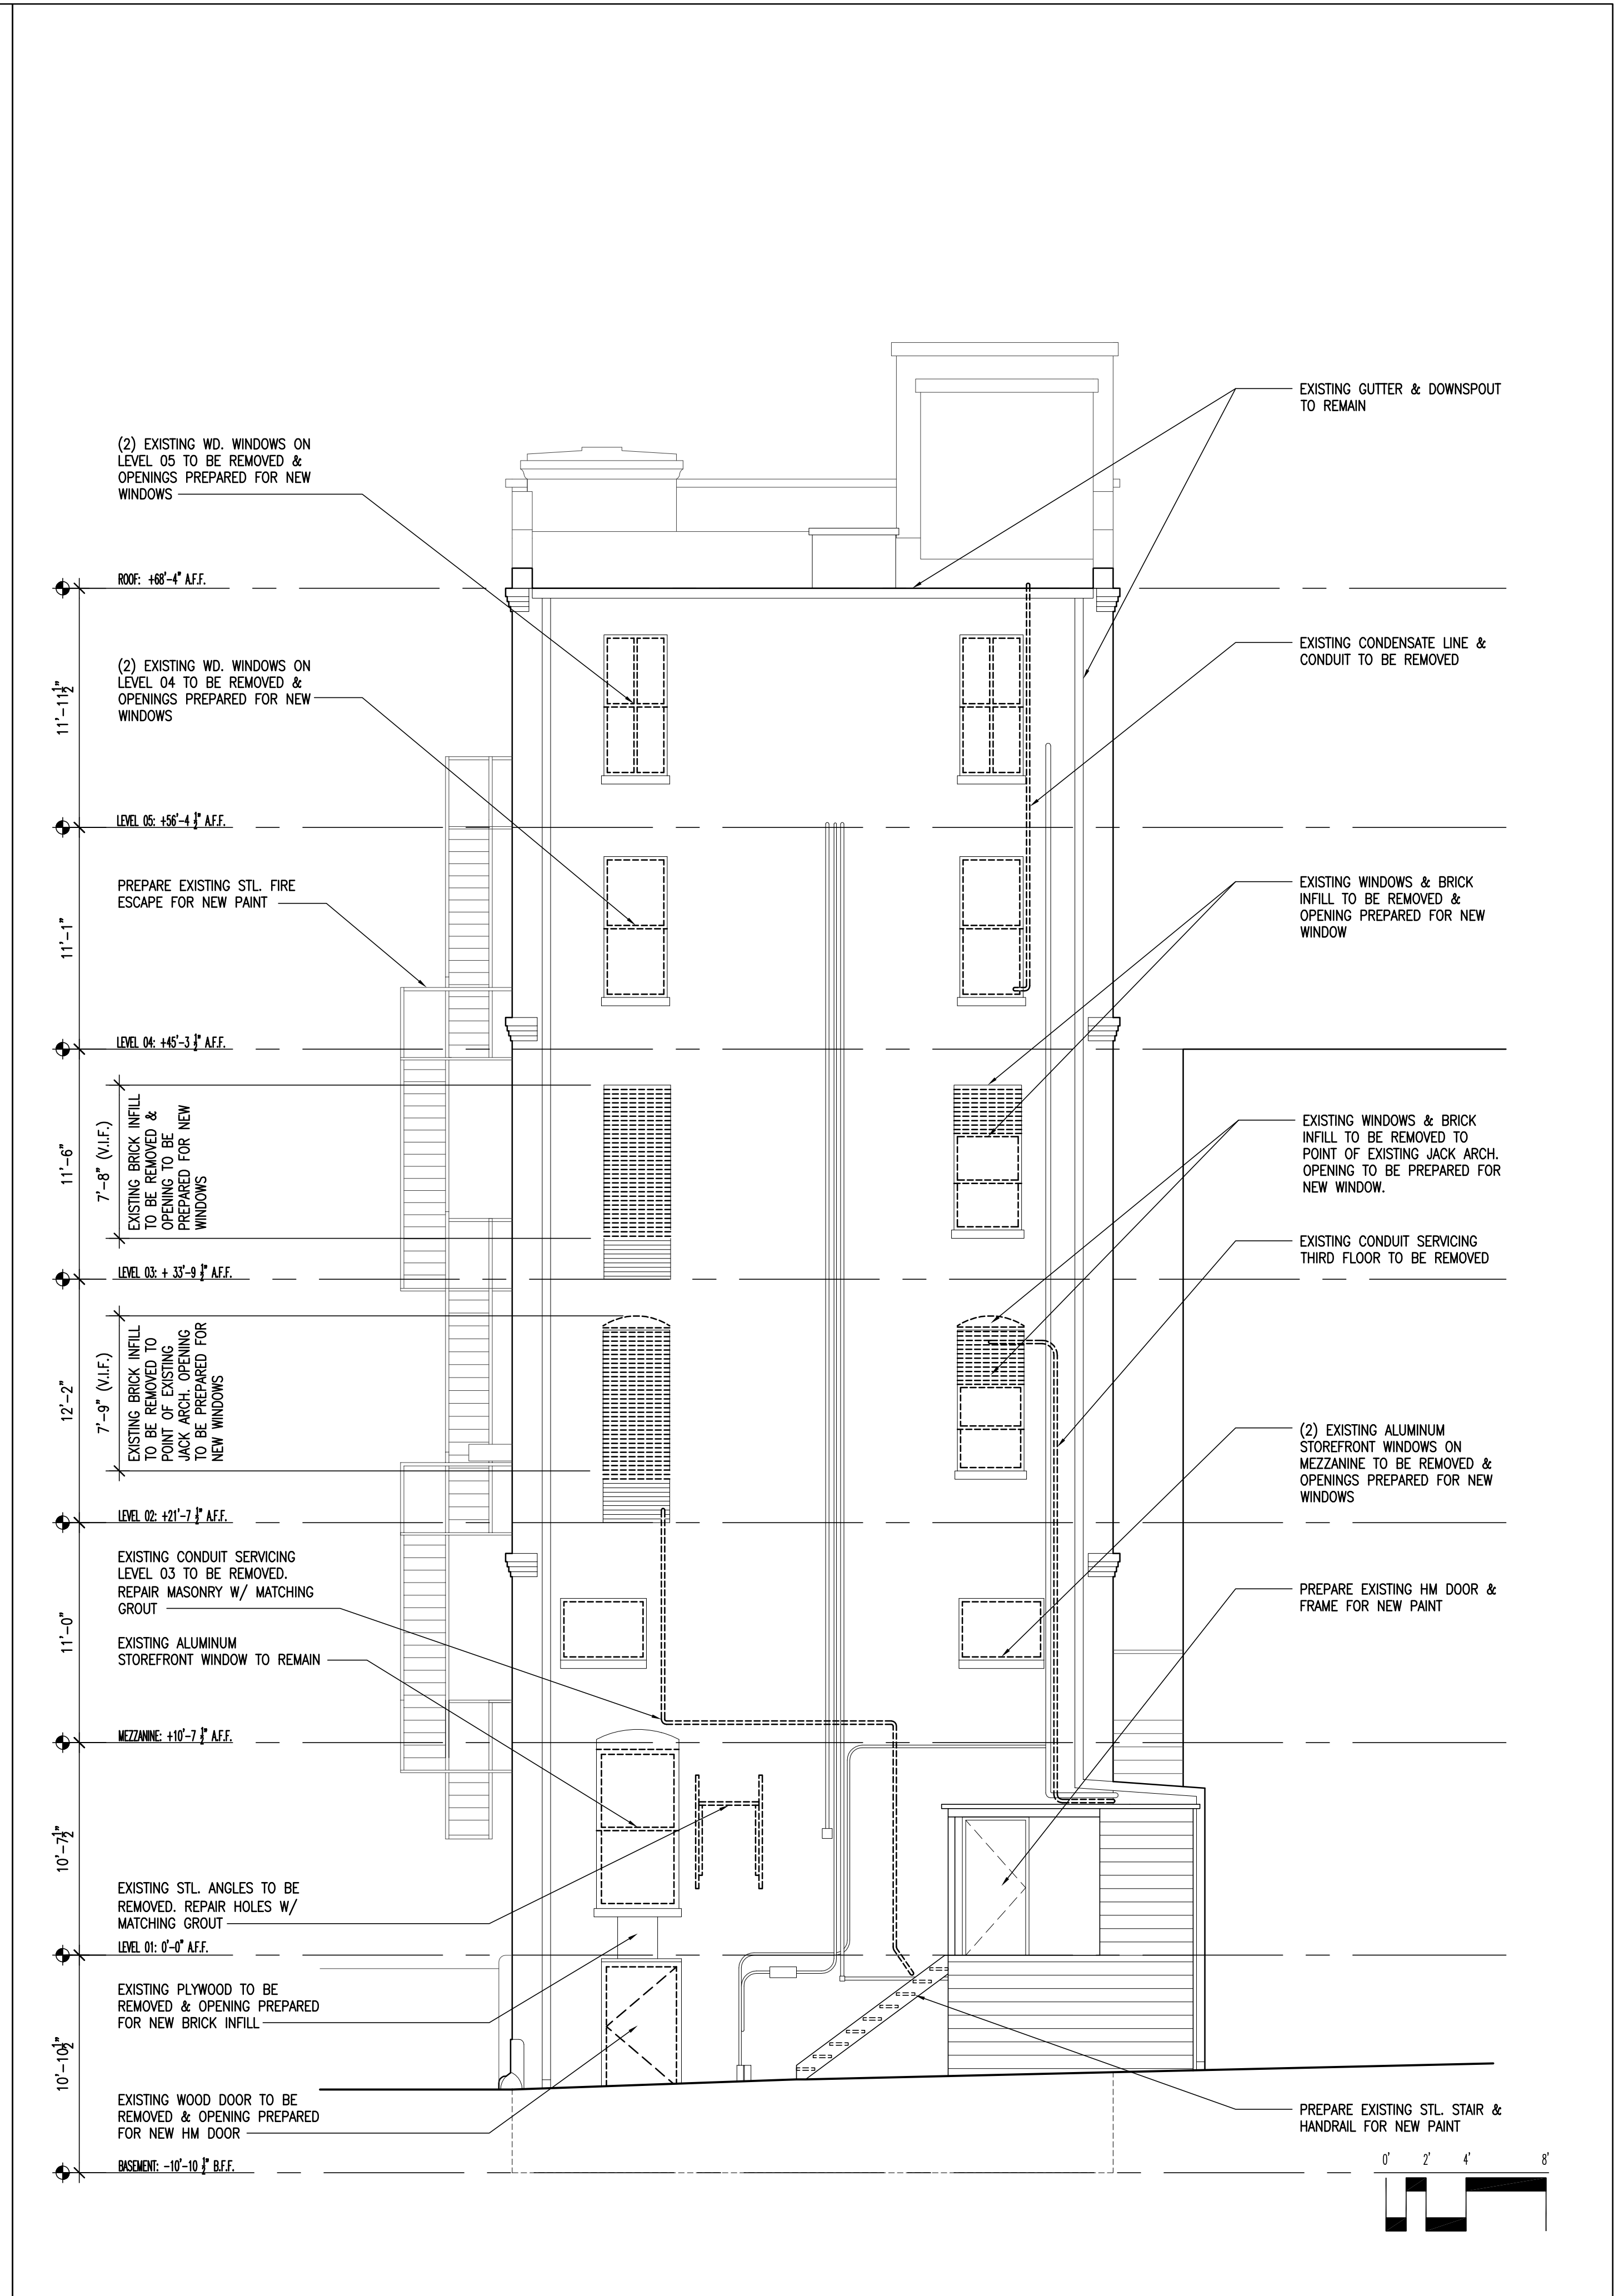 (2) EXISTING WD. WINDOWS ON
LEVEL 05 TO BE REMOVED &
OPENINGS PREPARED FOR NEW
WINDOWS
ROOF: +68'-4" A.F.F.
11'-11½"
(2) EXISTING WD. WINDOWS ON
LEVEL 04 TO BE REMOVED &
OPENINGS PREPARED FOR NEW
WINDOWS
LEVEL 05: +56'-4 ½" A.F.F.
11'-1"
PREPARE EXISTING STL. FIRE
ESCAPE FOR NEW PAINT
LEVEL 04: +45'-3 ½" A.F.F.
11'-6"
7'-8" (V.I.F.)
EXISTING BRICK INFILL
TO BE REMOVED &
OPENING TO BE
PREPARED FOR NEW
WINDOWS
LEVEL 03: + 33'-9 ½" A.F.F.
12'-2"
7'-9" (V.I.F.)
EXISTING BRICK INFILL
TO BE REMOVED TO
POINT OF EXISTING
JACK ARCH. OPENING
TO BE PREPARED FOR
NEW WINDOWS
LEVEL 02: +21'-7 ½" A.F.F.
11'-0"
EXISTING CONDUIT SERVICING
LEVEL 03 TO BE REMOVED.
REPAIR MASONRY W/ MATCHING
GROUT
EXISTING ALUMINUM
STOREFRONT WINDOW TO REMAIN
MEZZANINE: +10'-7 ½" A.F.F.
10'-7½"
EXISTING STL. ANGLES TO BE
REMOVED. REPAIR HOLES W/
MATCHING GROUT
LEVEL 01: 0'-0" A.F.F.
10'-10½"
EXISTING PLYWOOD TO BE
REMOVED & OPENING PREPARED
FOR NEW BRICK INFILL
EXISTING WOOD DOOR TO BE
REMOVED & OPENING PREPARED
FOR NEW HM DOOR
BASEMENT: -10'-10 ½" B.F.F.
EXISTING GUTTER & DOWNSPOUT
TO REMAIN
EXISTING CONDENSATE LINE &
CONDUIT TO BE REMOVED
EXISTING WINDOWS & BRICK
INFILL TO BE REMOVED &
OPENING PREPARED FOR NEW
WINDOW
EXISTING WINDOWS & BRICK
INFILL TO BE REMOVED TO
POINT OF EXISTING JACK ARCH.
OPENING TO BE PREPARED FOR
NEW WINDOW.
EXISTING CONDUIT SERVICING
THIRD FLOOR TO BE REMOVED
(2) EXISTING ALUMINUM
STOREFRONT WINDOWS ON
MEZZANINE TO BE REMOVED &
OPENINGS PREPARED FOR NEW
WINDOWS
PREPARE EXISTING HM DOOR &
FRAME FOR NEW PAINT
PREPARE EXISTING STL. STAIR &
HANDRAIL FOR NEW PAINT
0' 2' 4' 8'